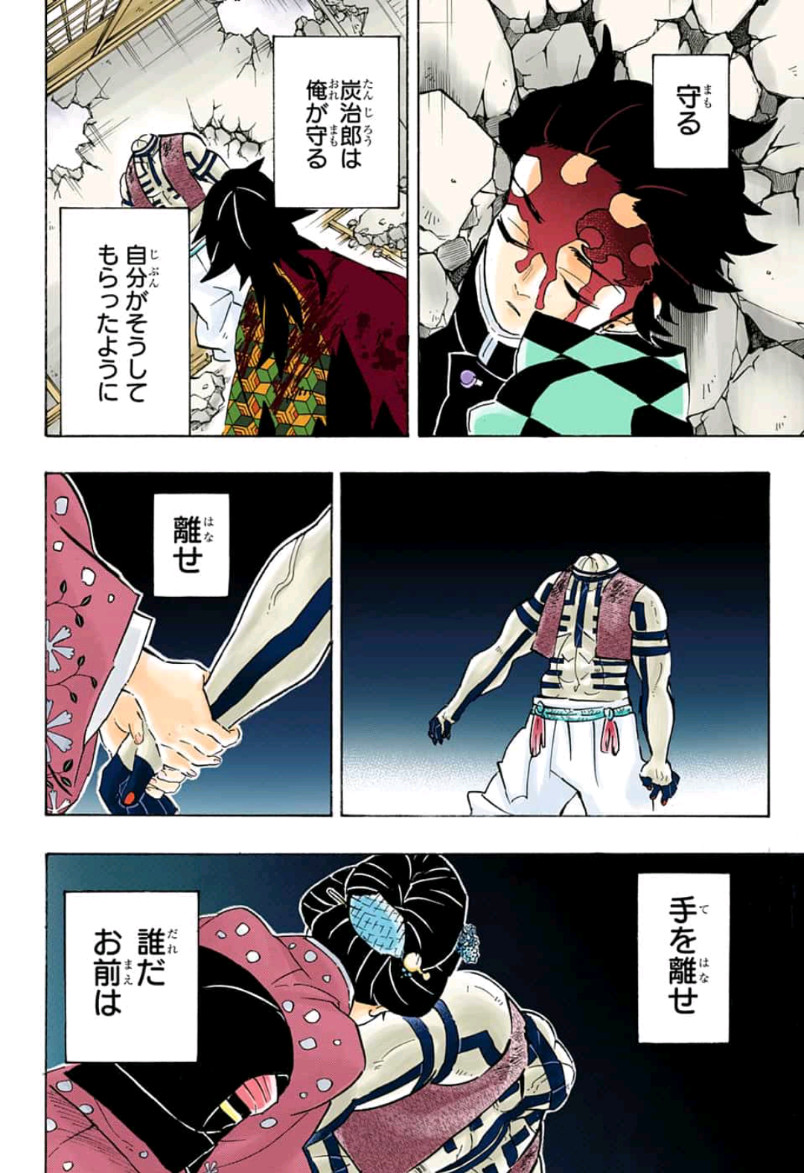 守る
炭治郎は
俺が守る
自分がそうして
もらったように
離せ
手を離せ
誰だ
お前は